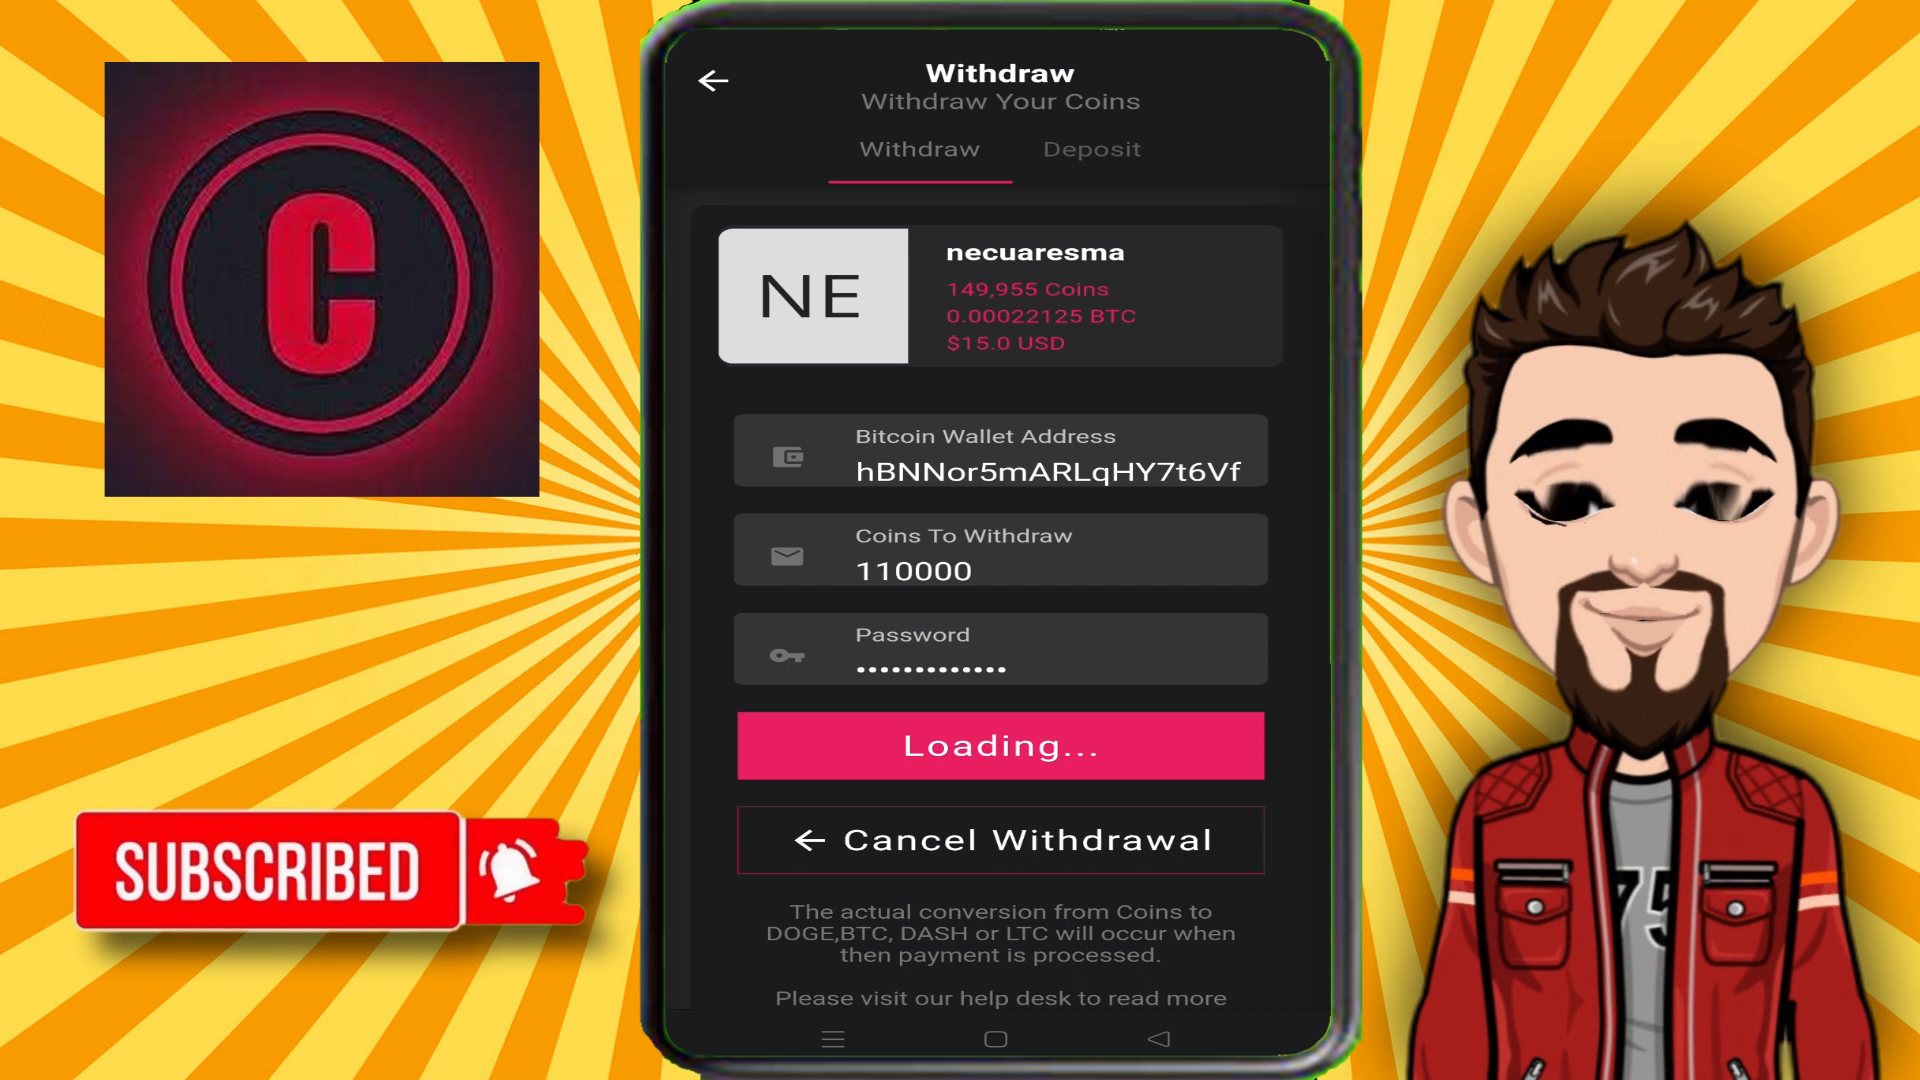 C
Withdraw
Withdraw Your Coins
Withdraw Deposit
NE
necuaresma
149,955 Coins
0.00022125 BTC
$15.0 USD
Bitcoin Wallet Address
hBNNor5mARLqHY7t6Vf
Coins To Withdraw
110000
Password
•••••••••••••
Loading...
← Cancel Withdrawal
The actual conversion from Coins to
DOGE,BTC, DASH or LTC will occur when
then payment is processed.
Please visit our help desk to read more
SUBSCRIBED
75